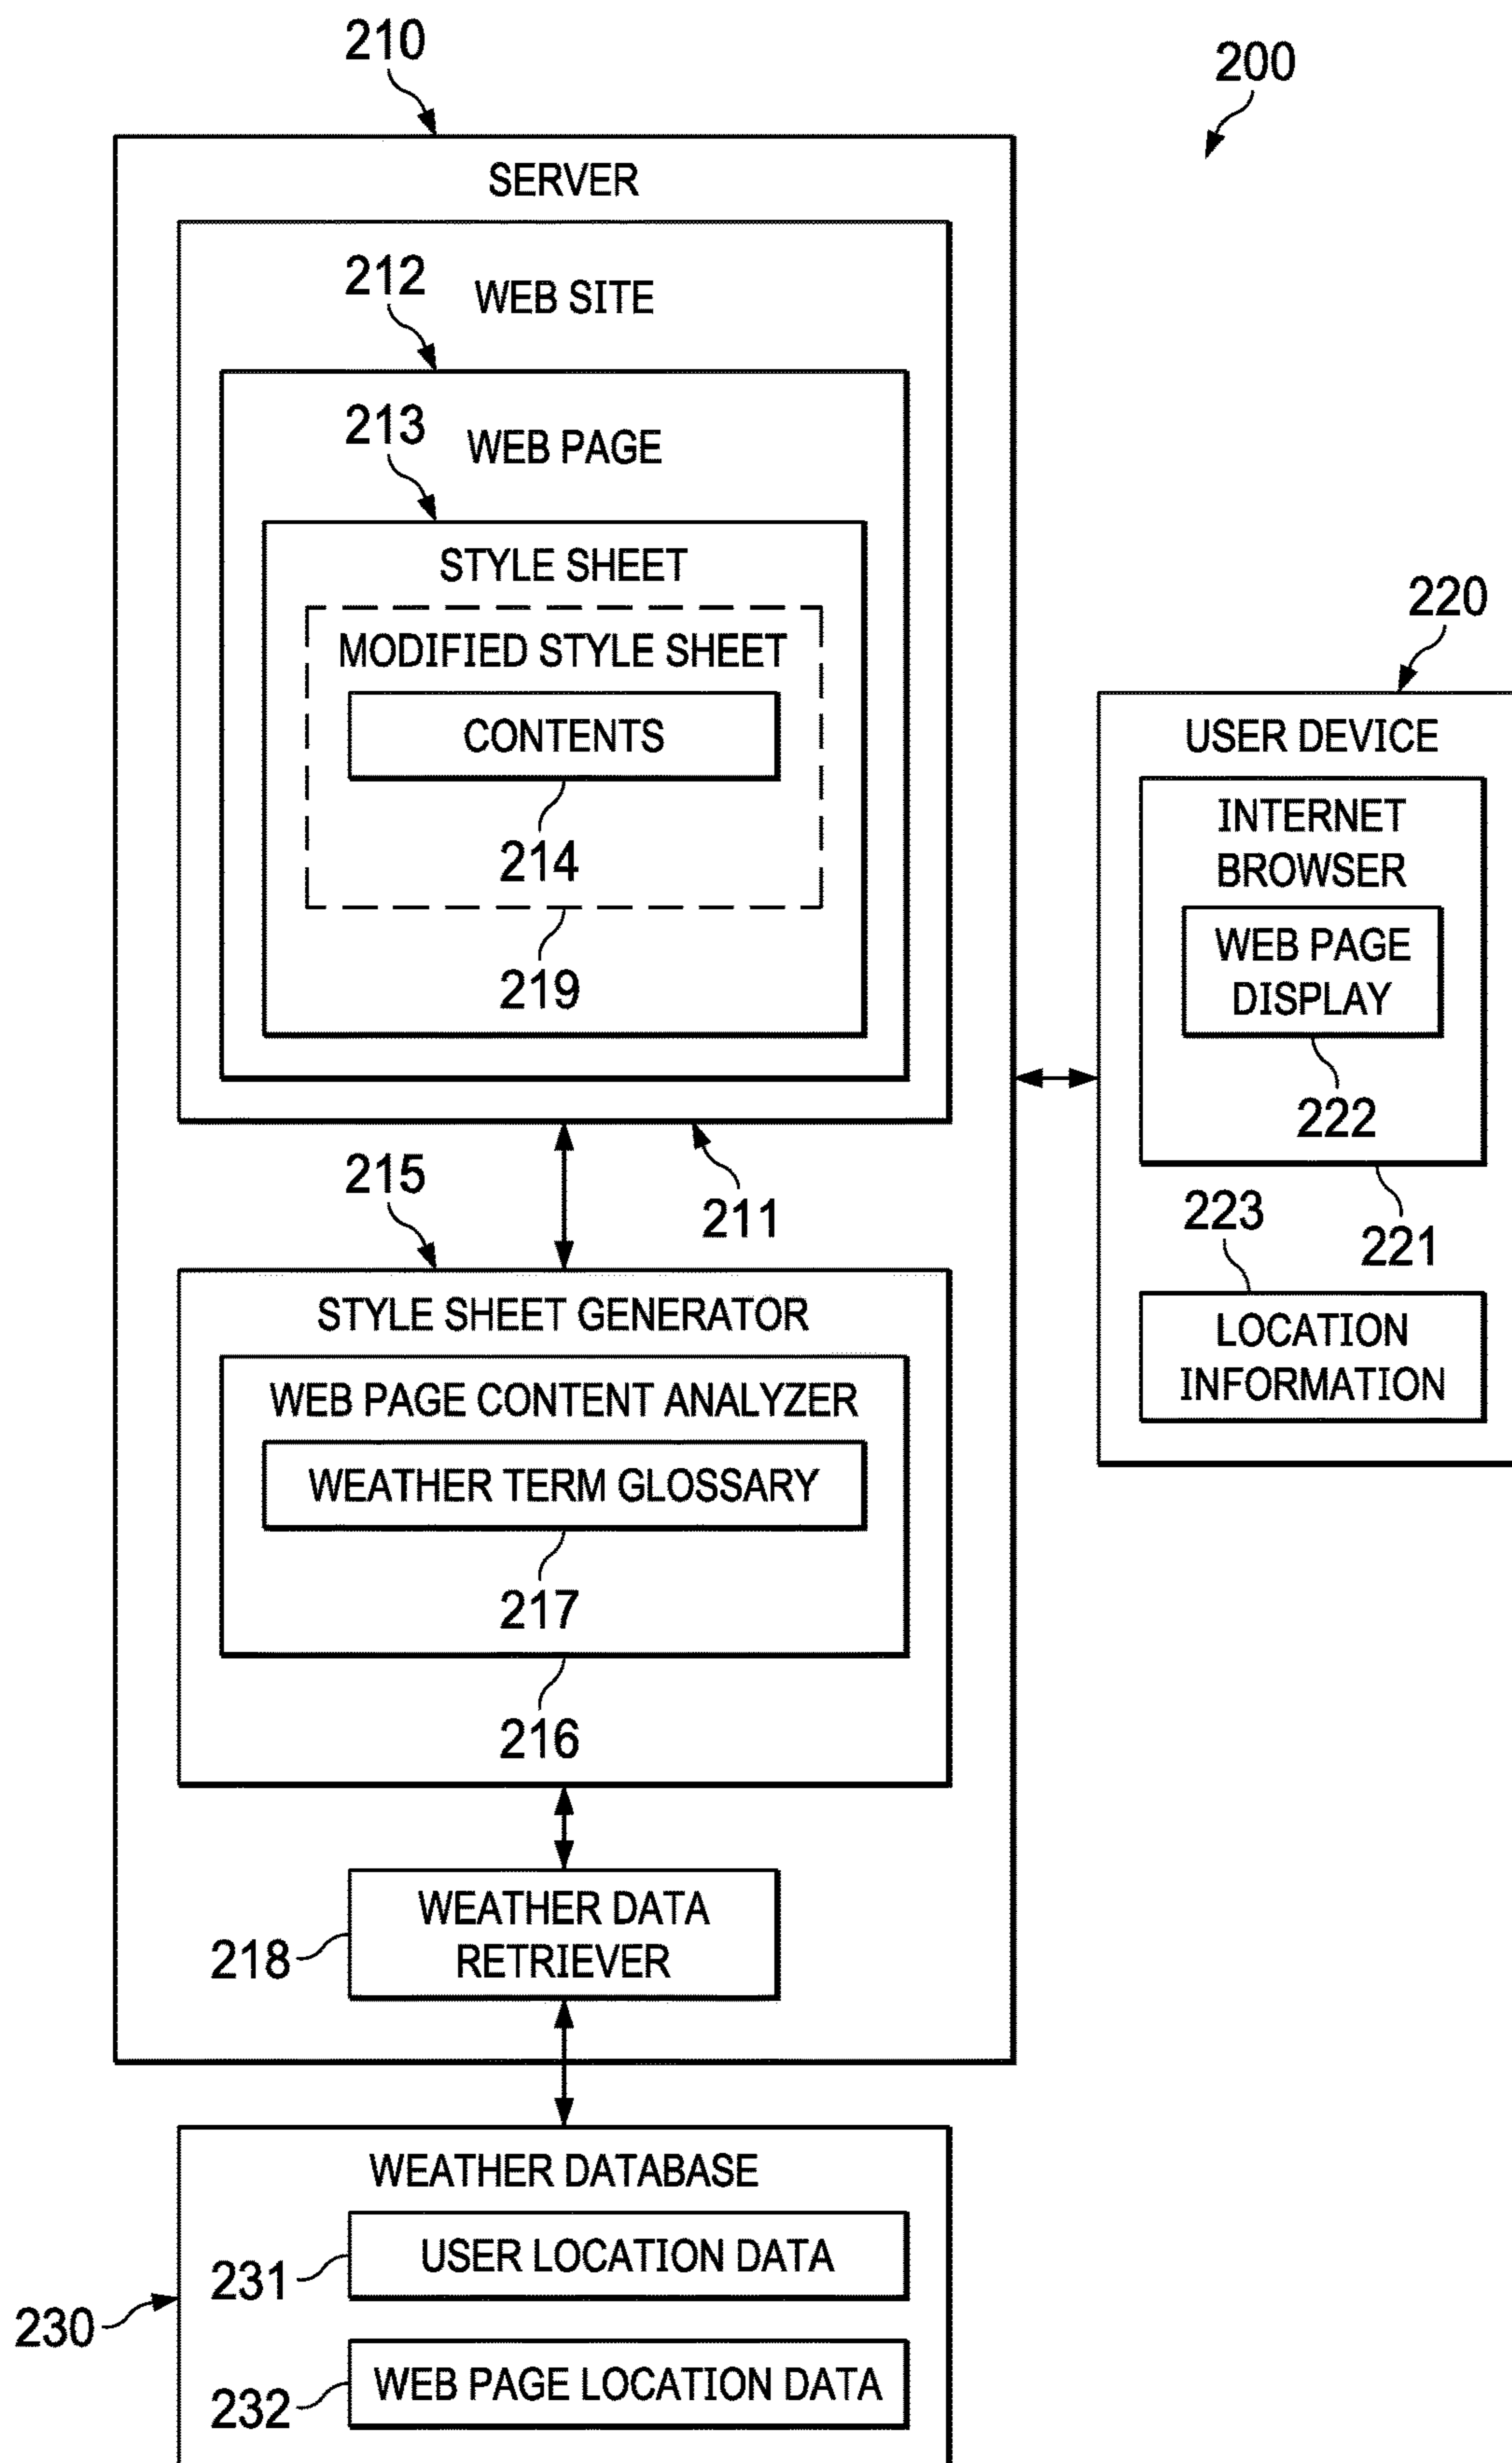 210
200
SERVER
212
WEB SITE
213
WEB PAGE
STYLE SHEET
MODIFIED STYLE SHEET
CONTENTS
214
219
211
215
STYLE SHEET GENERATOR
WEB PAGE CONTENT ANALYZER
WEATHER TERM GLOSSARY
217
216
218
WEATHER DATA
RETRIEVER
220
USER DEVICE
INTERNET
BROWSER
WEB PAGE
DISPLAY
222
221
223
LOCATION
INFORMATION
WEATHER DATABASE
231
USER LOCATION DATA
230
232
WEB PAGE LOCATION DATA